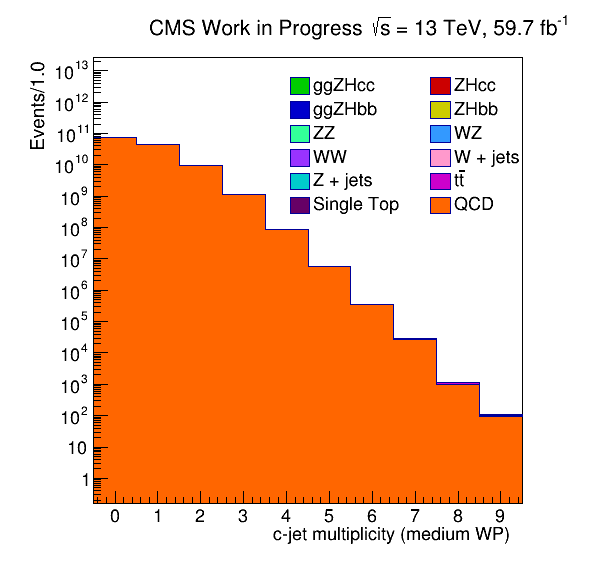 CMS Work in Progress √s = 13 TeV, 59.7 fb⁻¹
Events/1.0
10¹³
10¹²
10¹¹
10¹⁰
10⁹
10⁸
10⁷
10⁶
10⁵
10⁴
10³
10²
10
1
ggZHcc ZHcc
ggZHbb ZHbb
ZZ WZ
WW W + jets
Z + jets tt̄
Single Top QCD
0 1 2 3 4 5 6 7 8 9
c-jet multiplicity (medium WP)